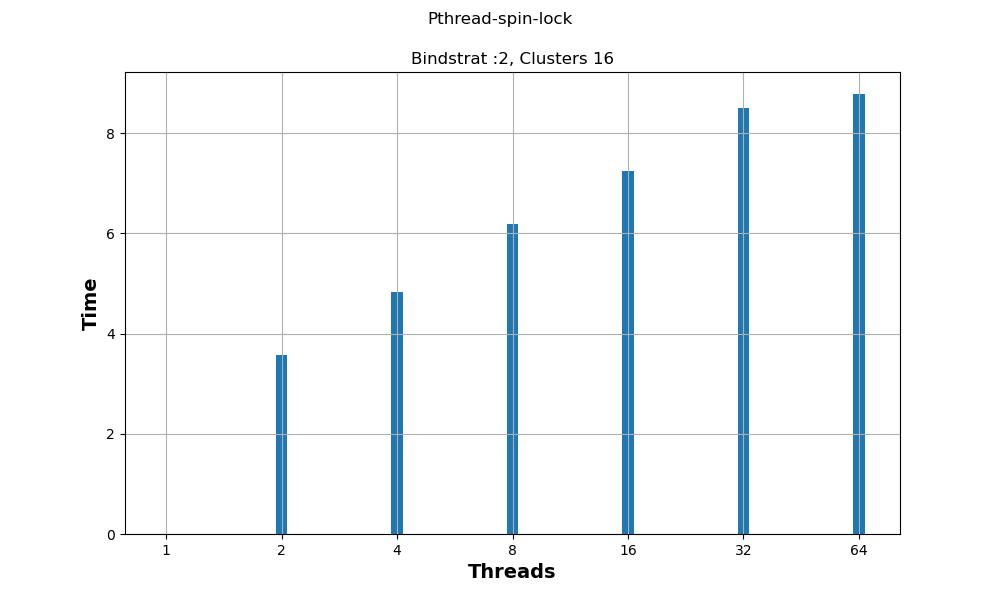 Pthread-spin-lock
Bindstrat :2, Clusters 16
8
6
4
2
0
Time
1 2 4 8 16 32 64
Threads